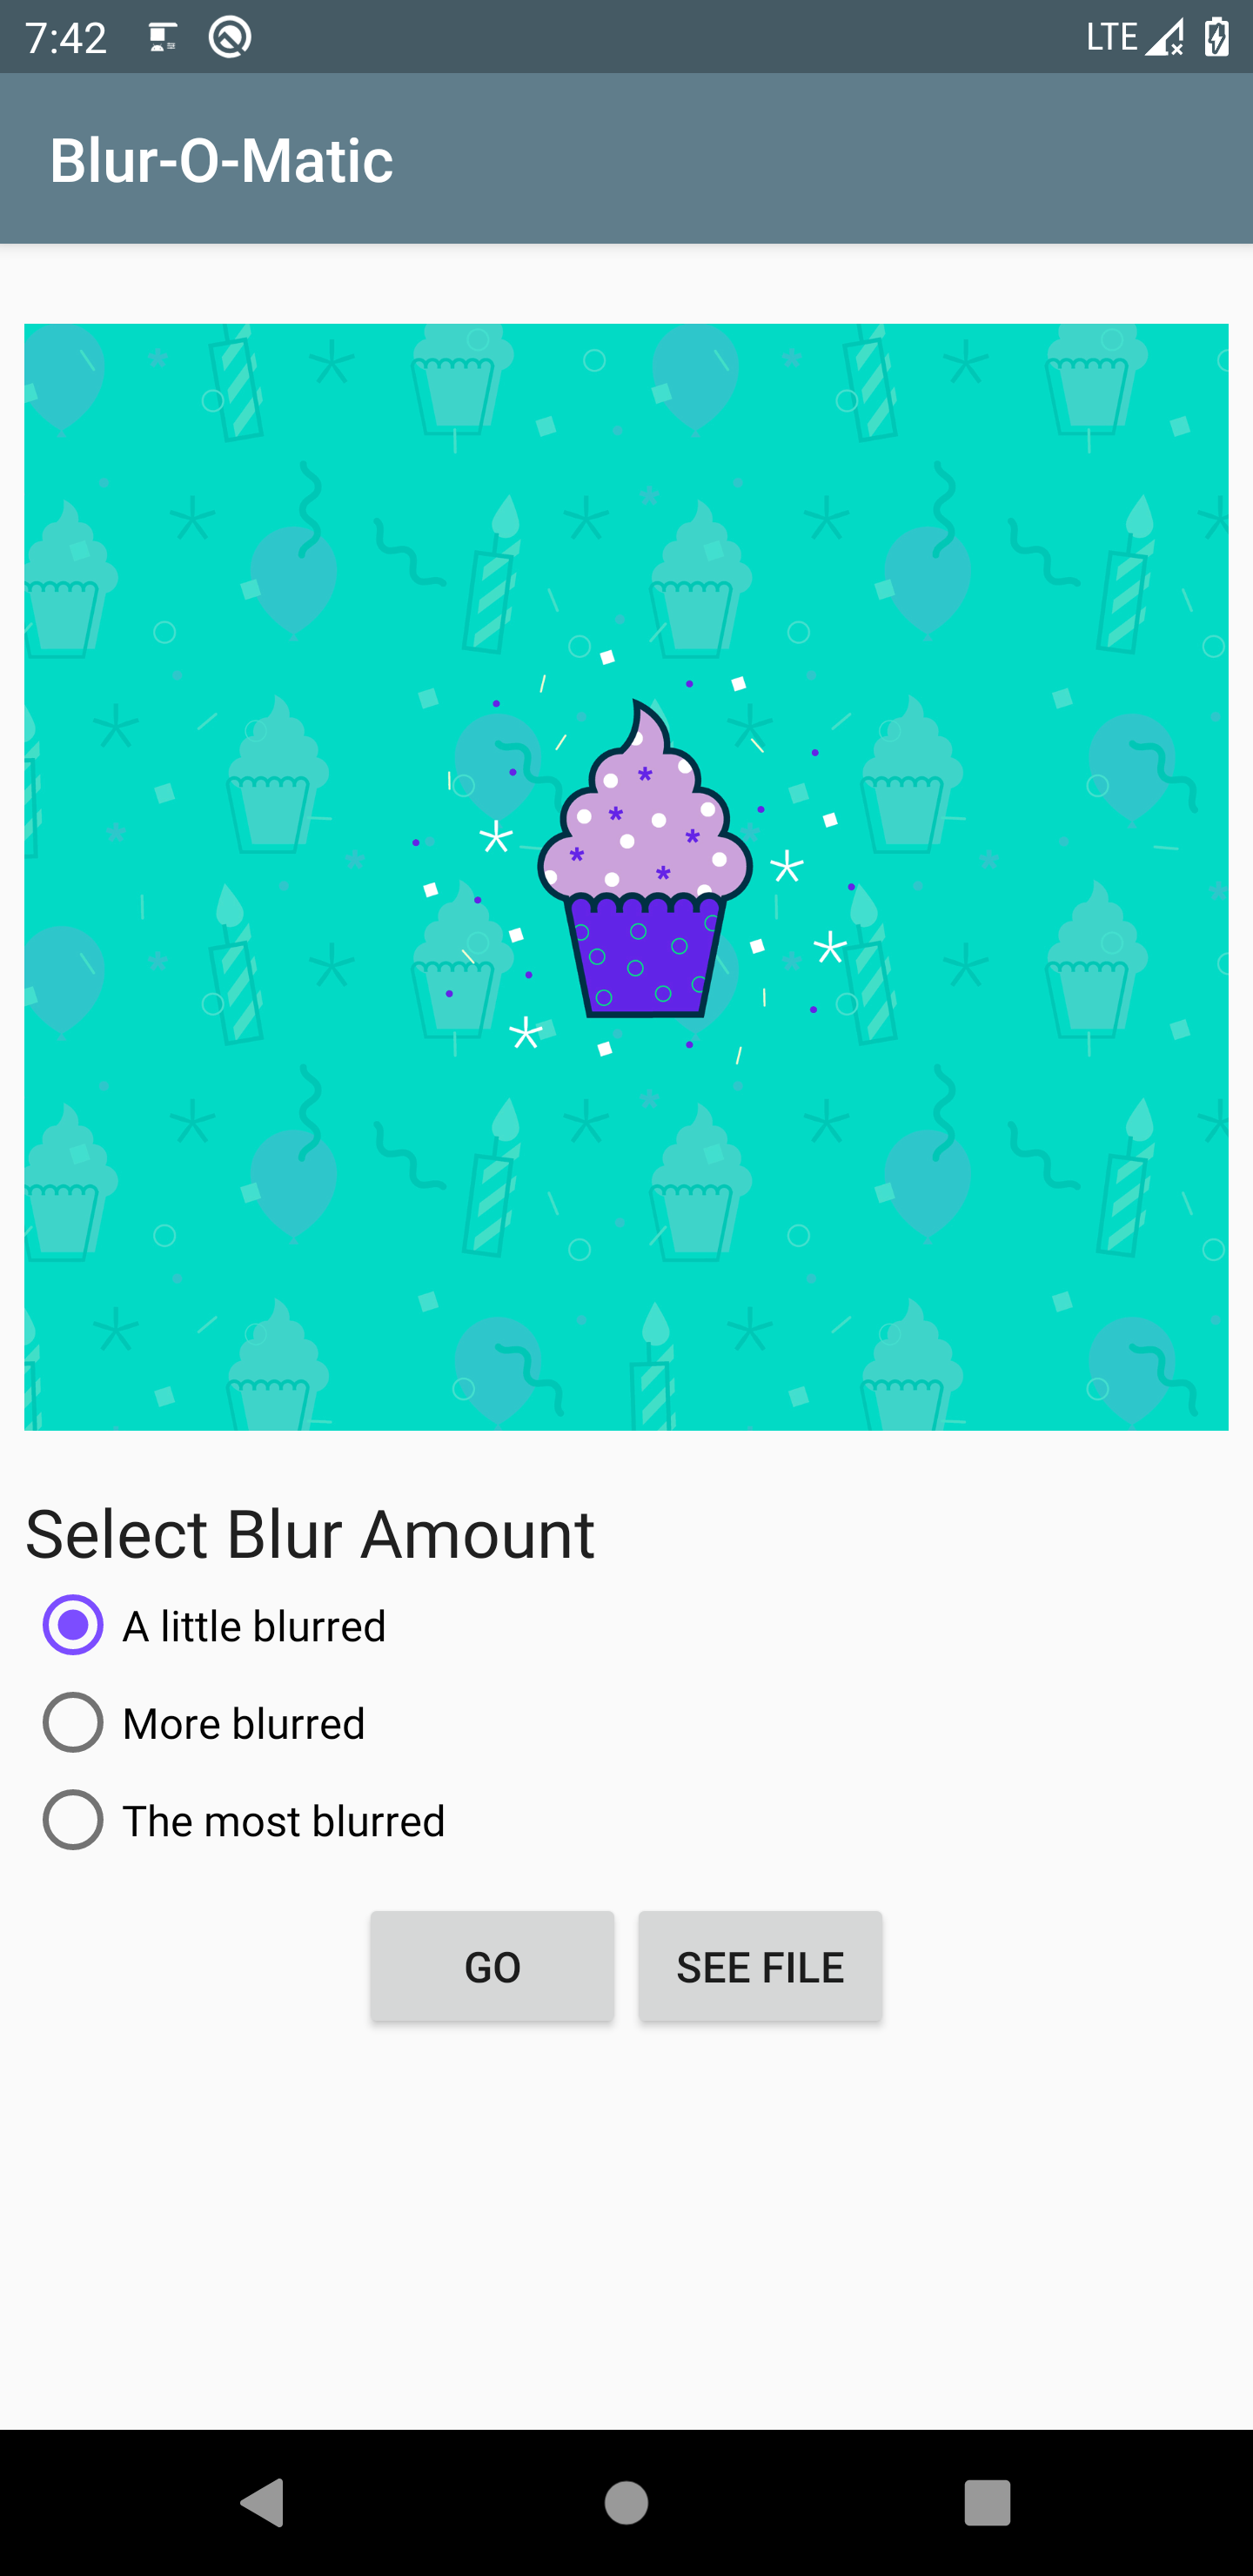 7:42 LTE
Blur-O-Matic
Select Blur Amount
A little blurred
More blurred
The most blurred
GO SEE FILE